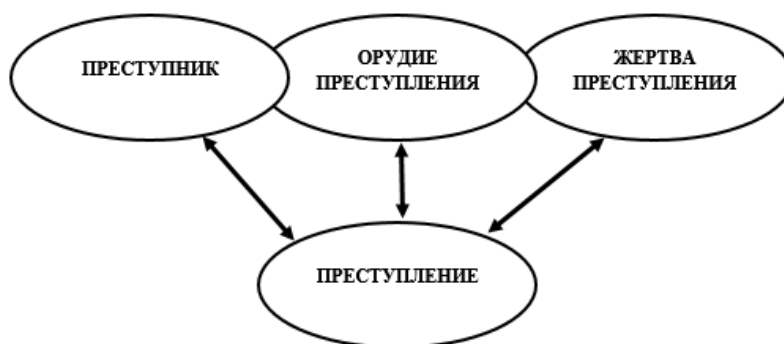 ПРЕСТУПНИК
ОРУДИЕ
ПРЕСТУПЛЕНИЯ
ЖЕРТВА
ПРЕСТУПЛЕНИЯ
ПРЕСТУПЛЕНИЕ